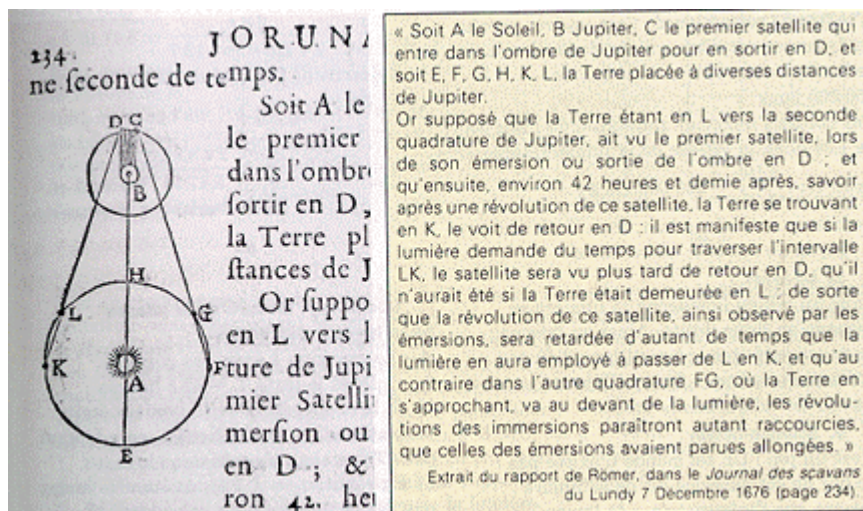 234.
JORUNA
ne seconde de temps.
Soit A le
le premier
dans l'ombre
sortir en D,
la Terre pl
stances de J
Or suppo
en L vers l
ture de Jupi
mier Satelli
mersion ou
en D ; &
ron 42. heu
D C
B
H
L G
K F
A
E
« Soit A le Soleil, B Jupiter, C le premier satellite qui
entre dans l'ombre de Jupiter pour en sortir en D, et
soit E, F, G, H, K, L, la Terre placée à diverses distances
de Jupiter.
Or supposé que la Terre étant en L vers la seconde
quadrature de Jupiter, ait vu le premier satellite, lors
de son émersion ou sortie de l'ombre en D ; et
qu'ensuite, environ 42 heures et demie après, savoir
après une révolution de ce satellite, la Terre se trouvant
en K, le voit de retour en D : il est manifeste que si la
lumière demande du temps pour traverser l'intervalle
LK, le satellite sera vu plus tard de retour en D, qu'il
n'aurait été si la Terre était demeurée en L ; de sorte
que la révolution de ce satellite, ainsi observé par les
émersions, sera retardée d'autant de temps que la
lumière en aura employé à passer de L en K, et qu'au
contraire dans l'autre quadrature FG, où la Terre en
s'approchant, va au devant de la lumière, les révolu-
tions des immersions paraîtront autant raccourcies,
que celles des émersions avaient parues allongées. »
Extrait du rapport de Römer, dans le Journal des sçavans
du Lundy 7 Décembre 1676 (page 234).